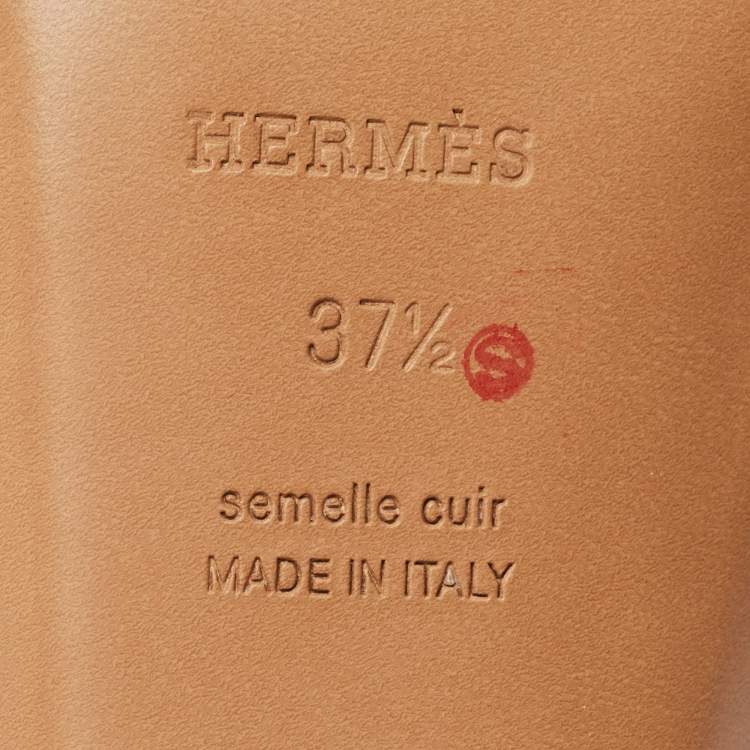 HERMÈS
37½ S
semelle cuir
MADE IN ITALY